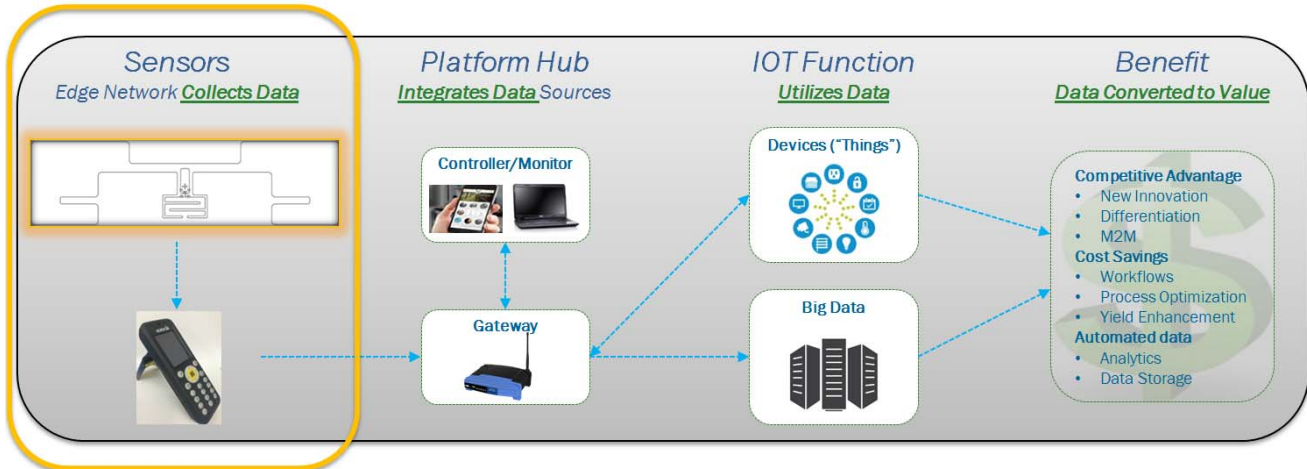 Sensors
Edge Network Collects Data
Platform Hub
Integrates Data Sources
IOT Function
Utilizes Data
Benefit
Data Converted to Value
Controller/Monitor
Gateway
Devices ("Things")
Big Data
Competitive Advantage
• New Innovation
• Differentiation
• M2M
Cost Savings
• Workflows
• Process Optimization
• Yield Enhancement
Automated data
• Analytics
• Data Storage